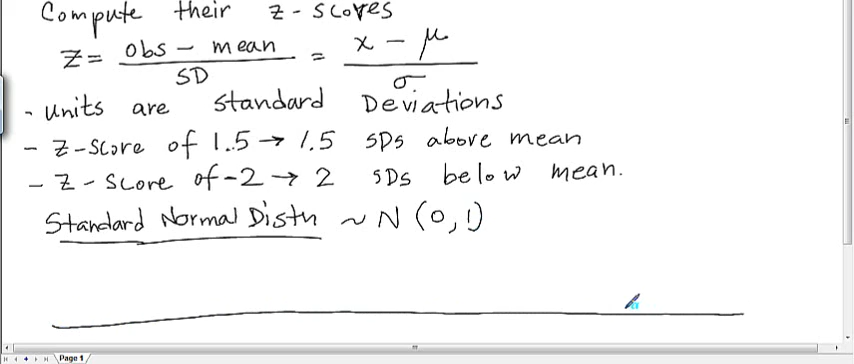 Compute their z-scores
Z = obs - mean / SD = x - μ / σ
- units are standard Deviations
- Z-score of 1.5 → 1.5 SDs above mean
- Z-score of -2 → 2 SDs below mean.
Standard Normal Distn ~ N (0,1)
Page 1